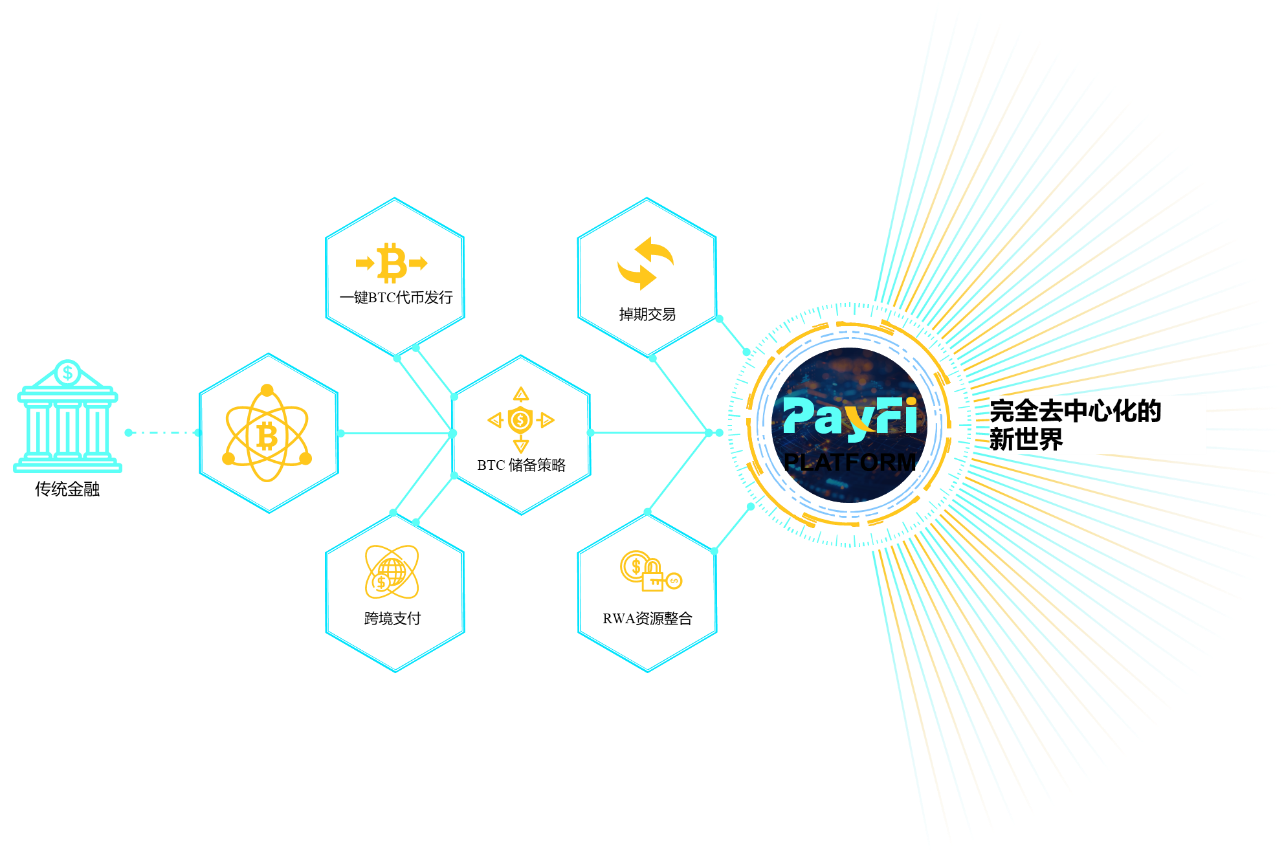 传统金融
一键BTC代币发行
BTC 储备策略
跨境支付
掉期交易
RWA资源整合
PayFi
PLATFORM
完全去中心化的
新世界